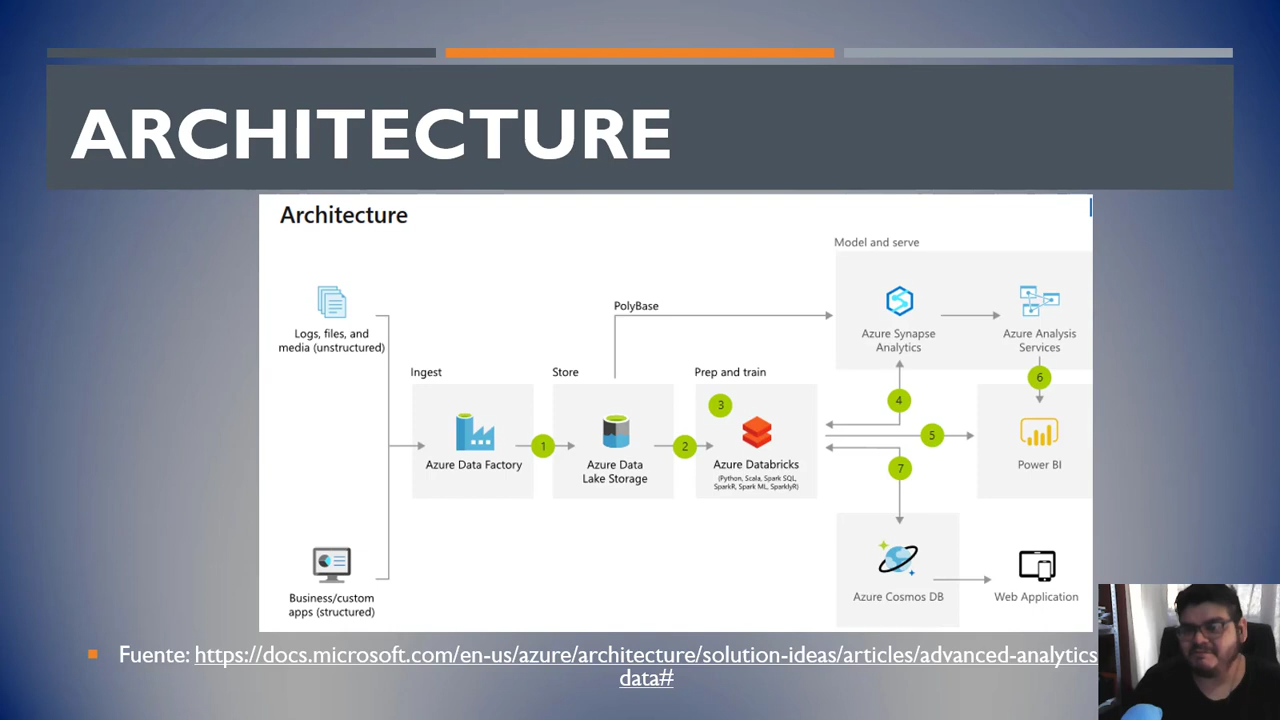 ARCHITECTURE
Architecture
Model and serve
PolyBase
Logs, files, and
media (unstructured)
Azure Synapse
Analytics
Azure Analysis
Services
Ingest
Store
Prep and train
6
3
4
5
1
2
7
Azure Data Factory
Azure Data
Lake Storage
Azure Databricks
(Python, Scala, Spark SQL,
SparkR, Spark ML, SparklyR)
Power BI
Business/custom
apps (structured)
Azure Cosmos DB
Web Application
Fuente: https://docs.microsoft.com/en-us/azure/architecture/solution-ideas/articles/advanced-analytics
data#